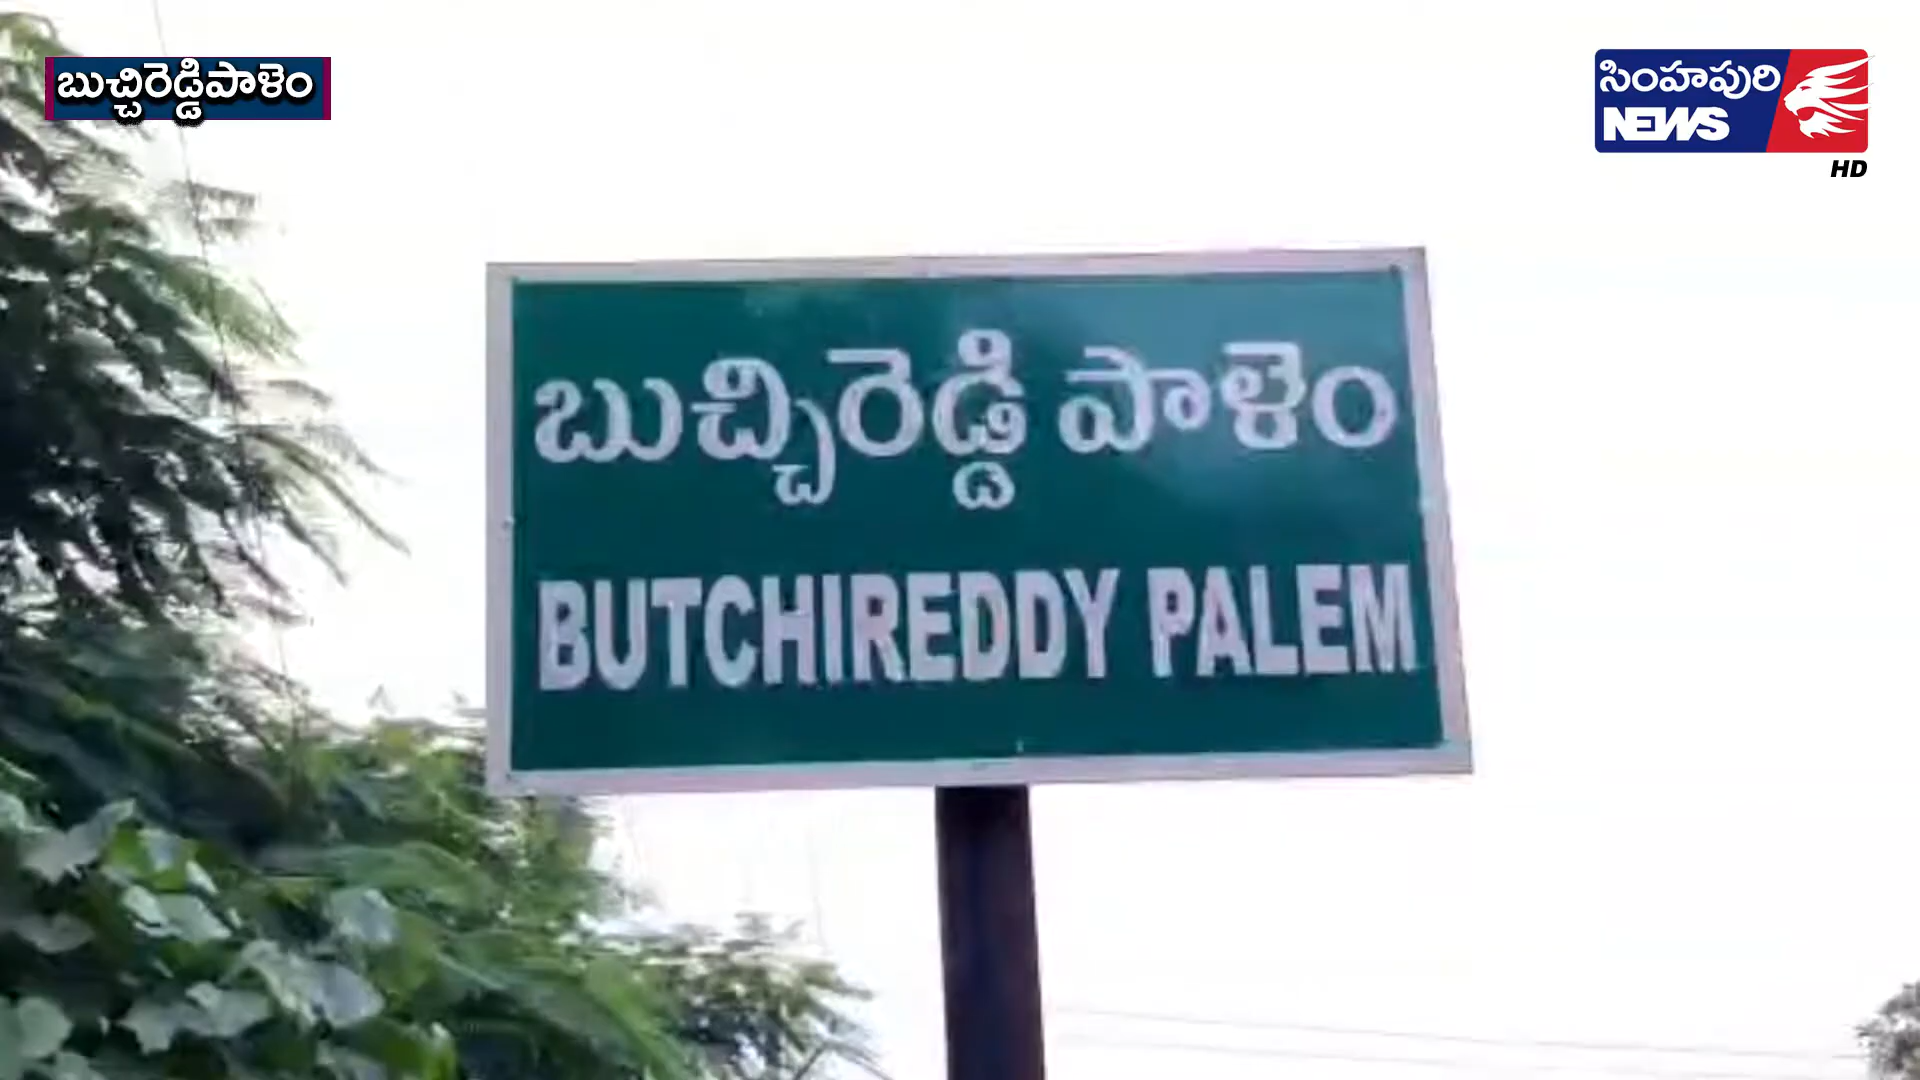 బుచ్చిరెడ్డిపాళెం
సింహపురి
NEWS
HD
బుచ్చిరెడ్డి పాళెం
BUTCHIREDDY PALEM